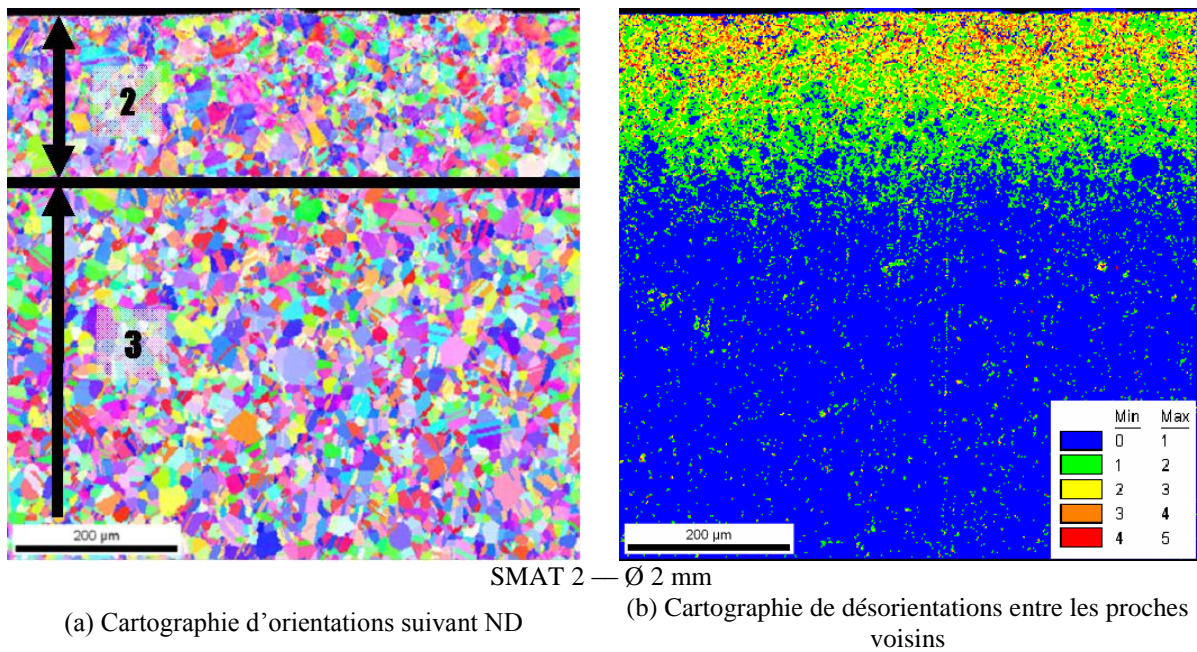 2
3
200 µm
200 µm
Min Max
0 1
1 2
2 3
3 4
4 5
SMAT 2 — Ø 2 mm
(a) Cartographie d’orientations suivant ND
(b) Cartographie de désorientations entre les proches
voisins